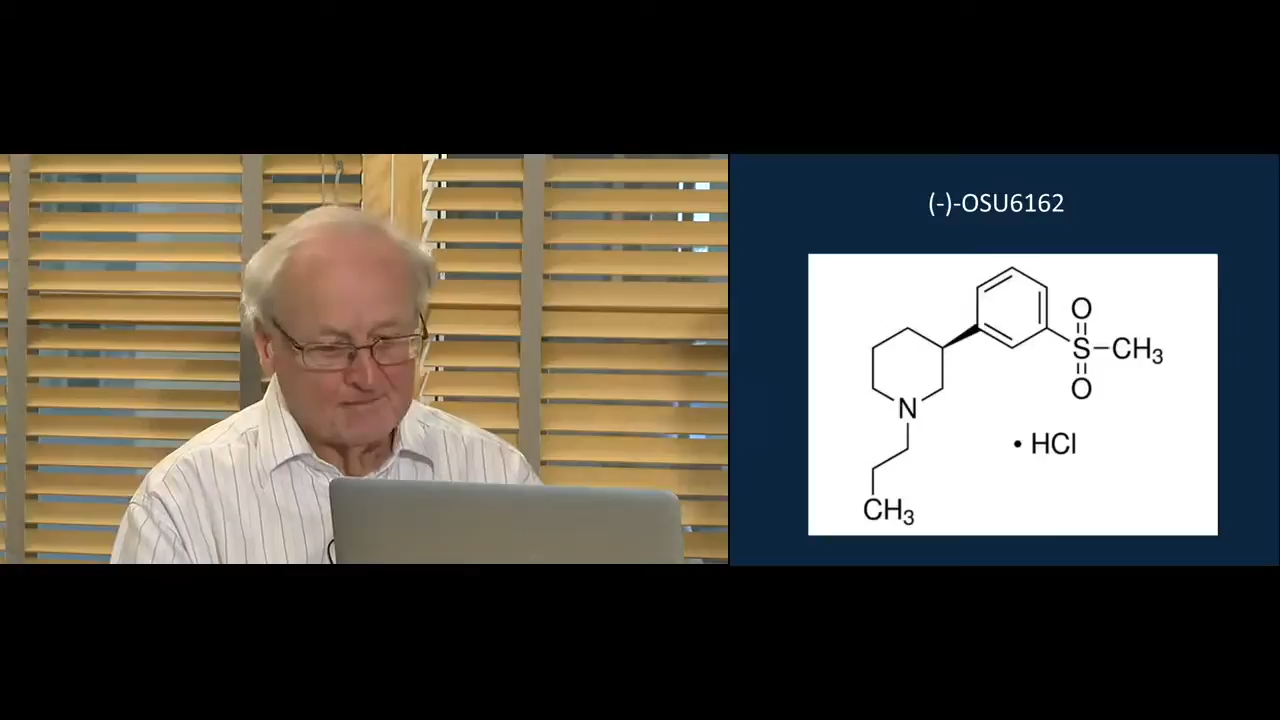 (-)-OSU6162
O
S
CH3
O
N
• HCl
CH3